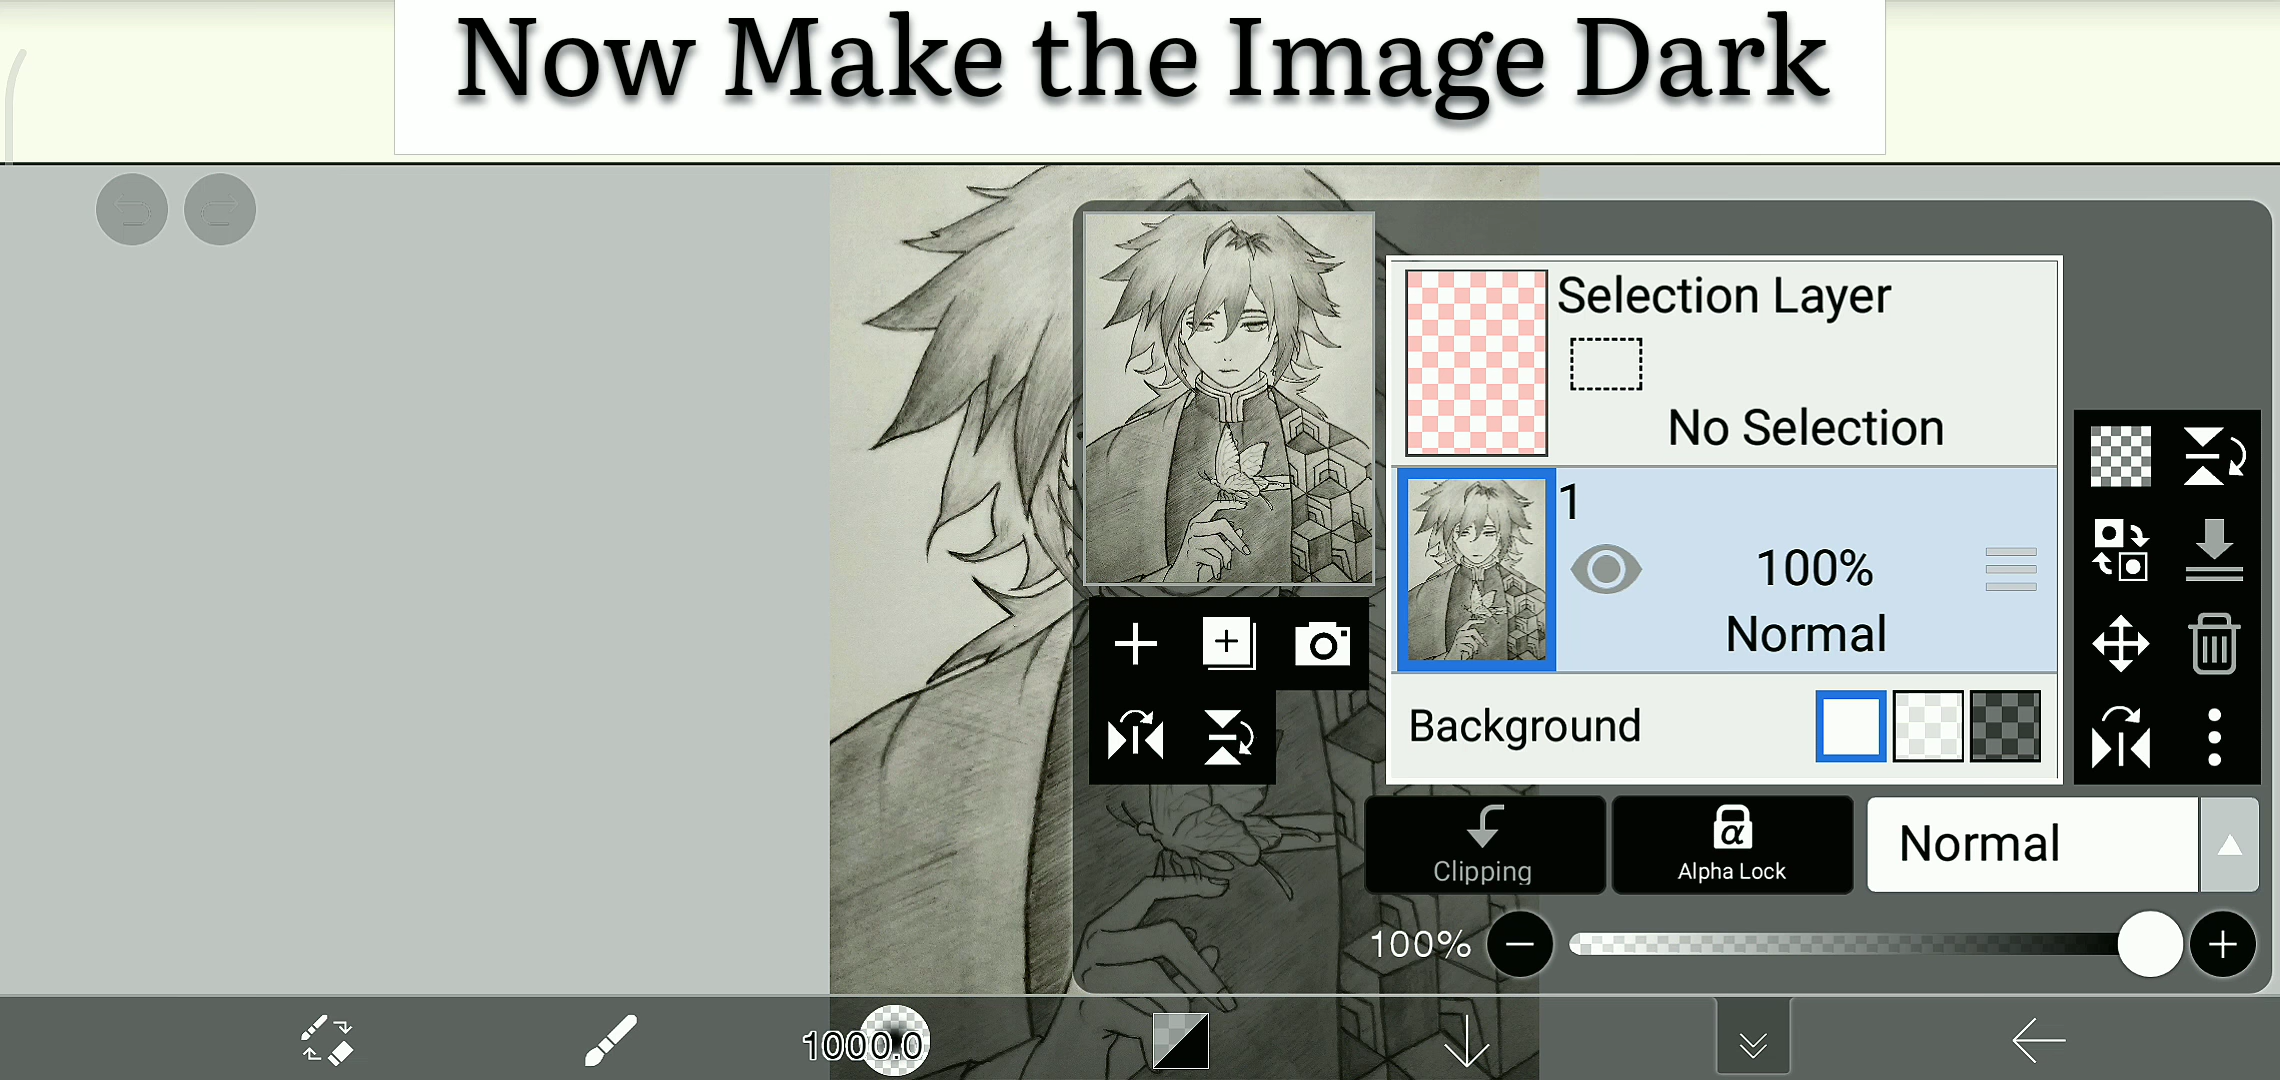 Now Make the Image Dark
Selection Layer
No Selection
1
100%
Normal
Background
Clipping
α
Alpha Lock
Normal
100%
1000.0